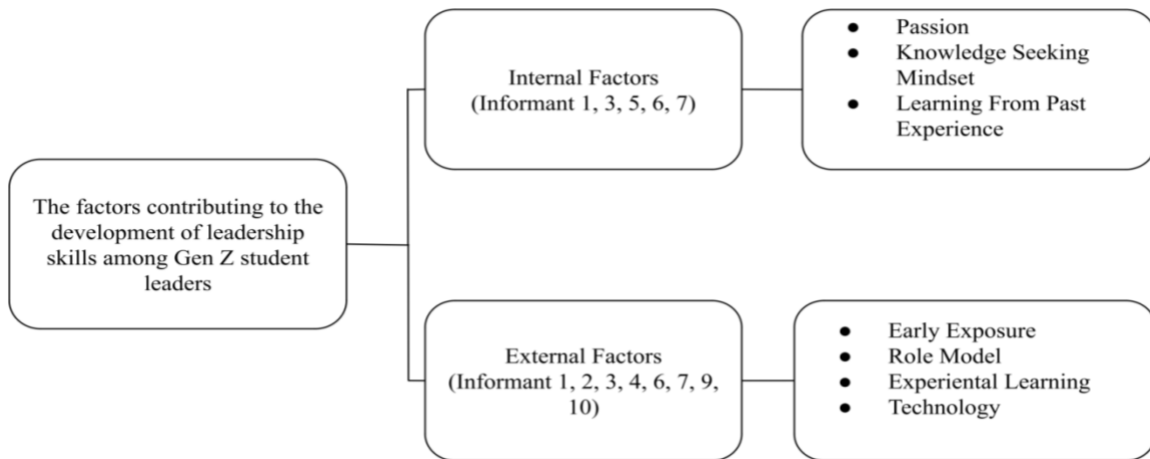 The factors contributing to the
development of leadership
skills among Gen Z student
leaders
Internal Factors
(Informant 1, 3, 5, 6, 7)
● Passion
● Knowledge Seeking
Mindset
● Learning From Past
Experience
External Factors
(Informant 1, 2, 3, 4, 6, 7, 9,
10)
● Early Exposure
● Role Model
● Experiental Learning
● Technology